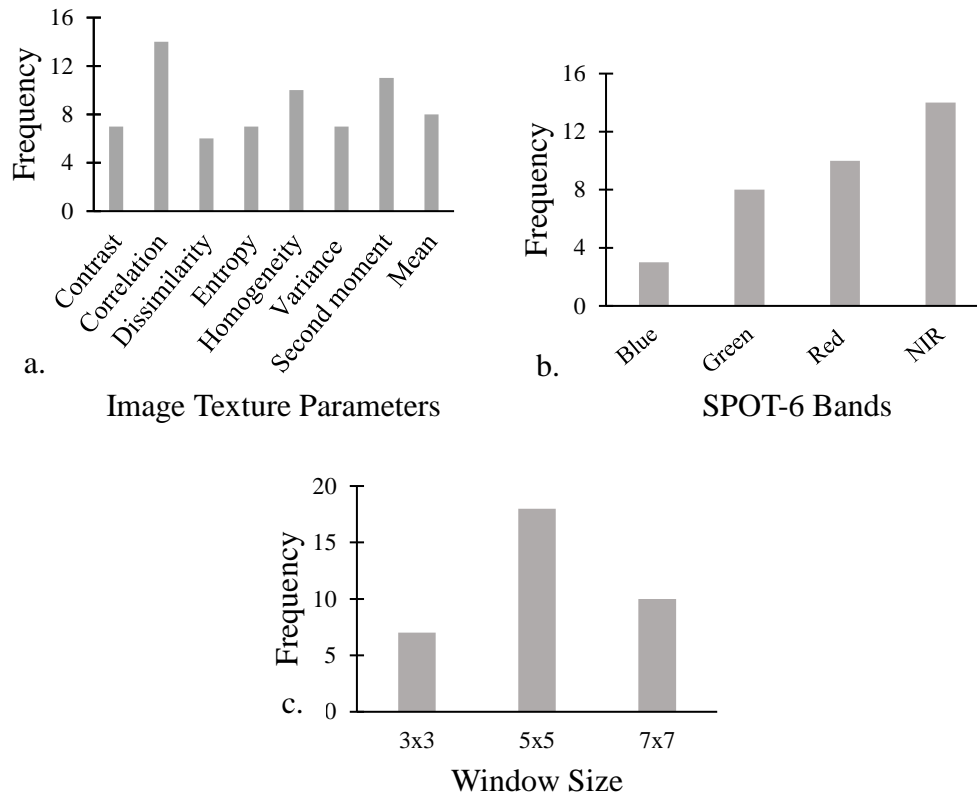 16
12
8
4
0
Frequency
Contrast
Correlation
Dissimilarity
Entropy
Homogeneity
Variance
Second moment
Mean
a.
Image Texture Parameters
16
12
8
4
0
Frequency
Blue
Green
Red
NIR
b.
SPOT-6 Bands
20
15
10
5
0
Frequency
c.
3x3
5x5
7x7
Window Size